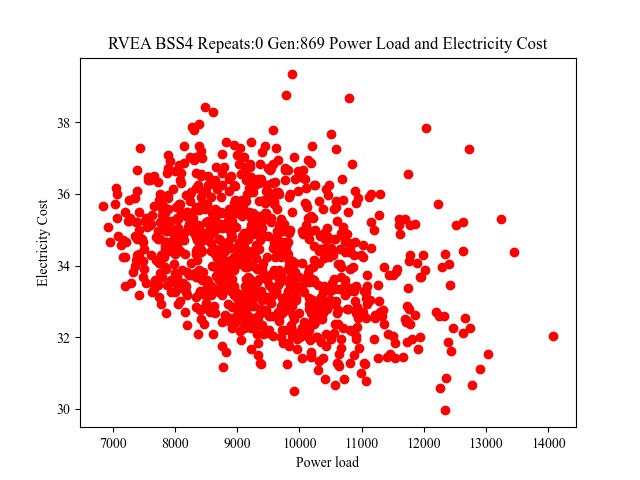 RVEA BSS4 Repeats:0 Gen:869 Power Load and Electricity Cost
Electricity Cost
38
36
34
32
30
7000 8000 9000 10000 11000 12000 13000 14000
Power load